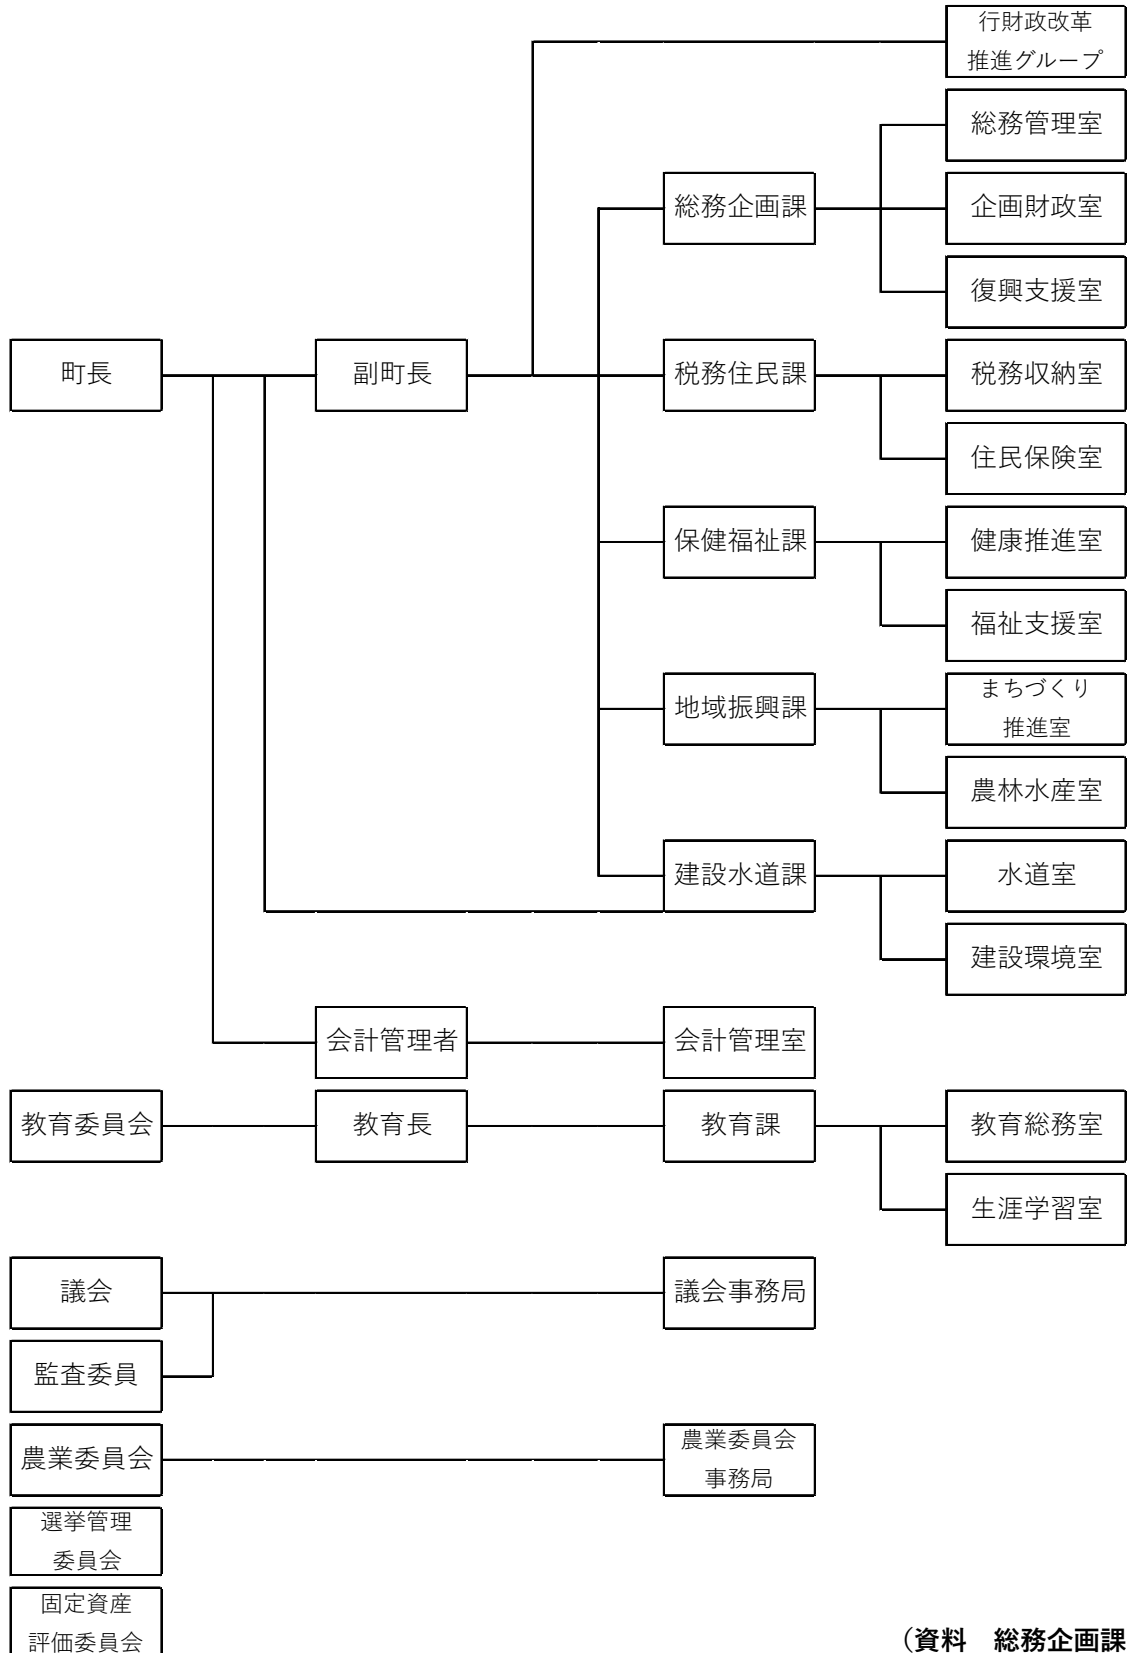 行財政改革
推進グループ
総務管理室
総務企画課
企画財政室
復興支援室
町長
副町長
税務住民課
税務収納室
住民保険室
保健福祉課
健康推進室
福祉支援室
地域振興課
まちづくり
推進室
農林水産室
建設水道課
水道室
建設環境室
会計管理者
会計管理室
教育委員会
教育長
教育課
教育総務室
生涯学習室
議会
議会事務局
監査委員
農業委員会
農業委員会
事務局
選挙管理
委員会
固定資産
評価委員会
（資料　総務企画課